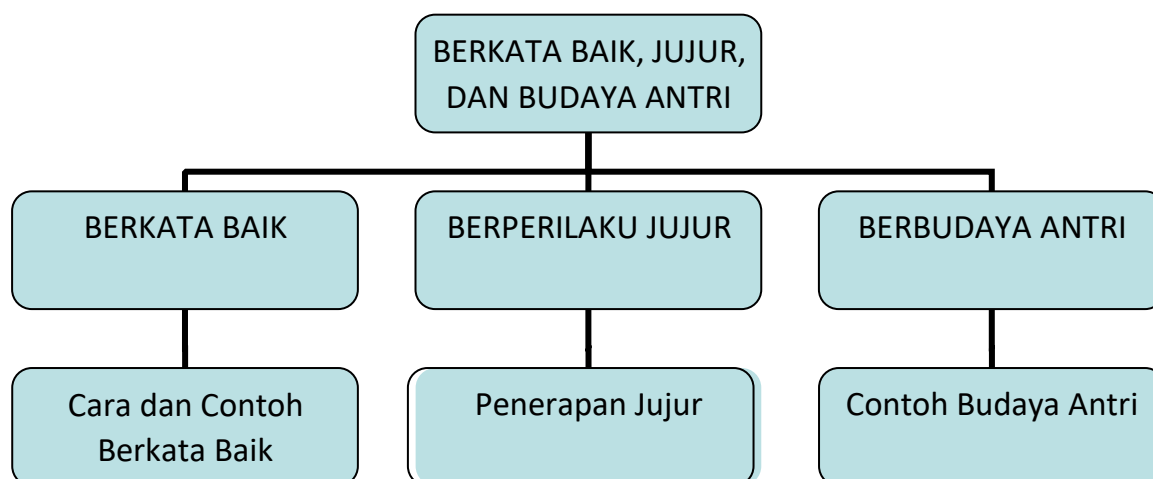 BERKATA BAIK, JUJUR,
DAN BUDAYA ANTRI
BERKATA BAIK
BERPERILAKU JUJUR
BERBUDAYA ANTRI
Cara dan Contoh
Berkata Baik
Penerapan Jujur
Contoh Budaya Antri